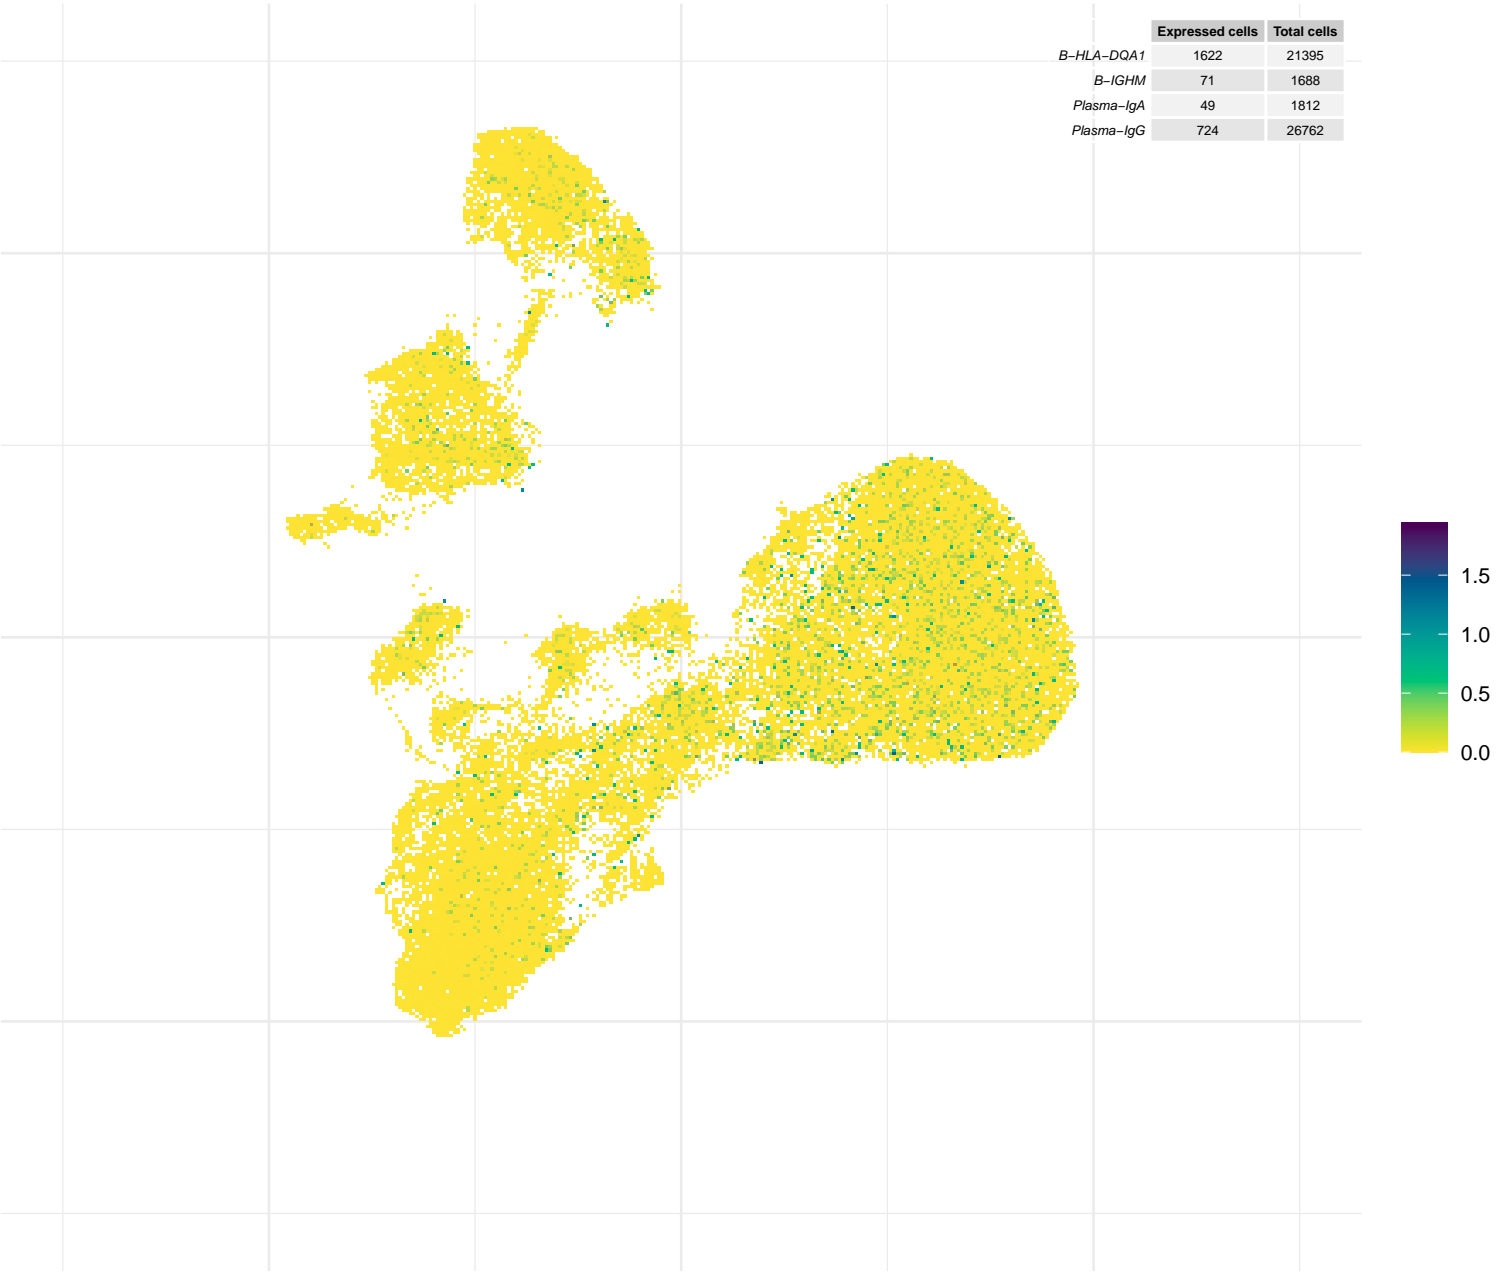 Expressed cells Total cells
B−HLA−DQA1 1622 21395
B−IGHM 71 1688
Plasma−IgA 49 1812
Plasma−IgG 724 26762
1.5
1.0
0.5
0.0